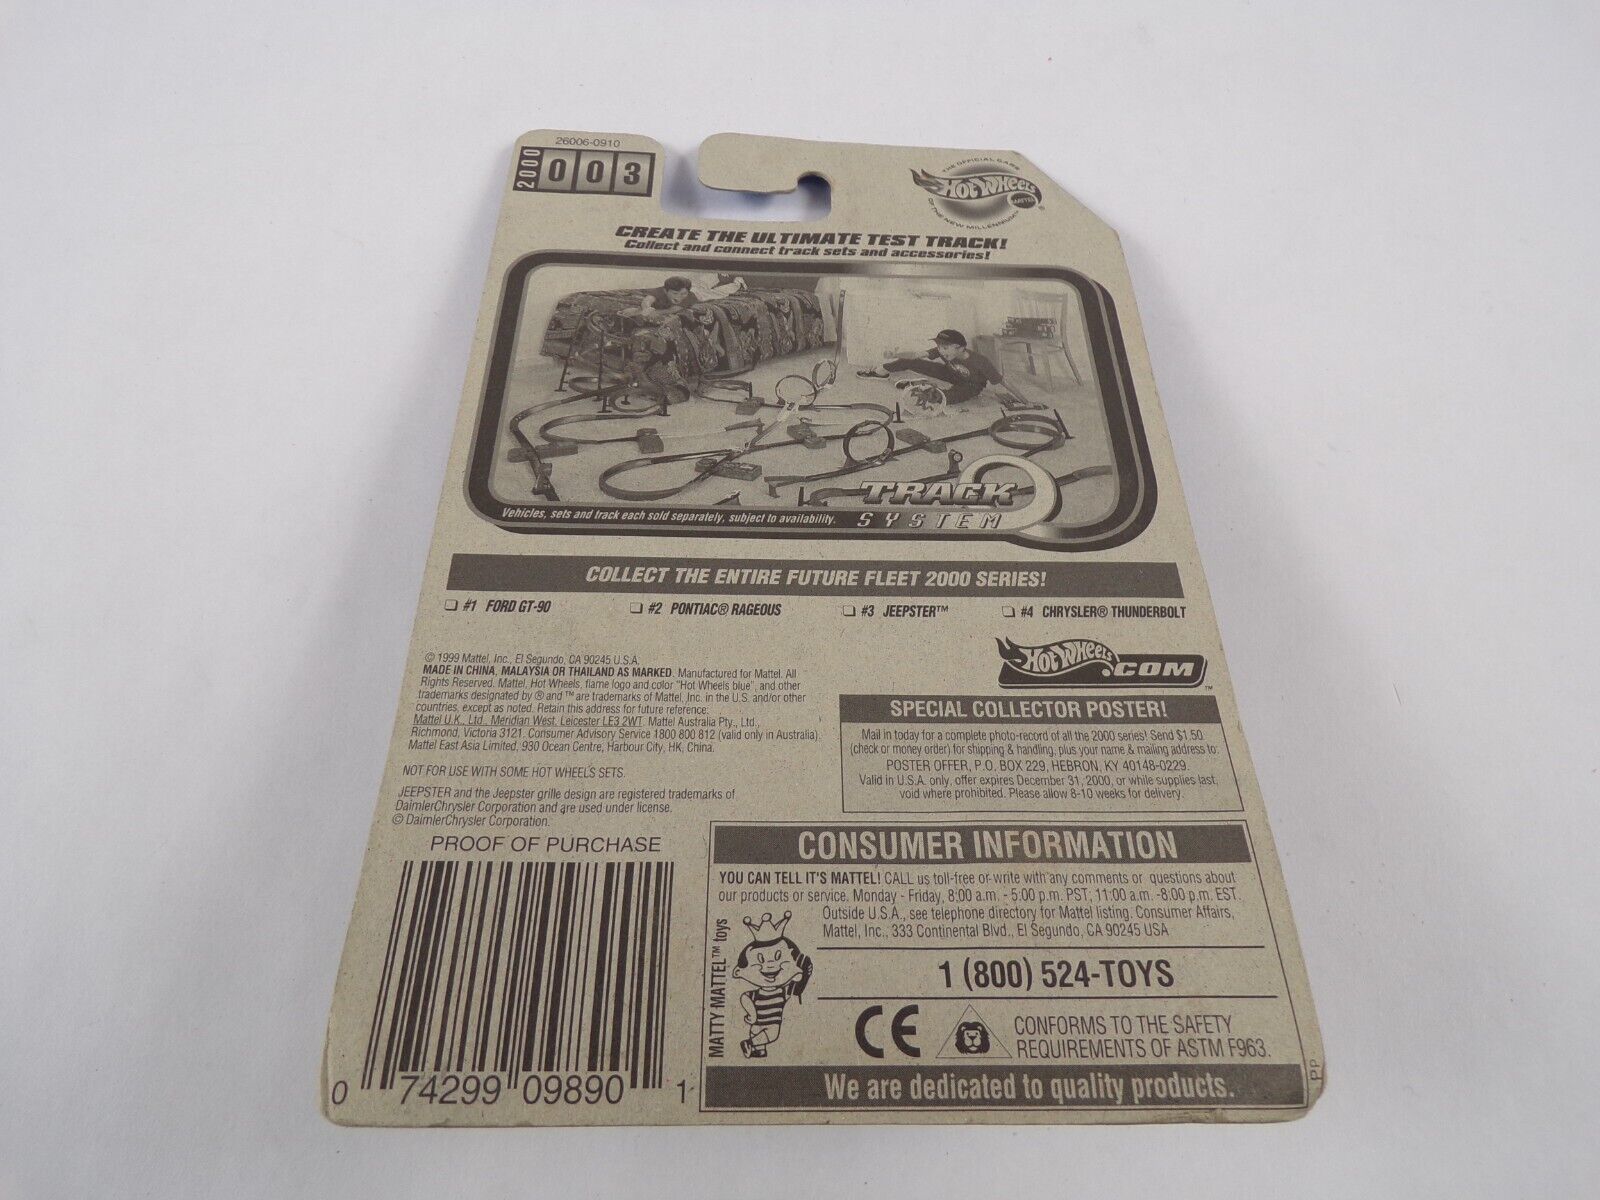 26006-0910
2000 003
THE OFFICIAL CARS
HOT WHEELS
MATTEL
OF THE NEW MILLENNIUM™
CREATE THE ULTIMATE TEST TRACK!
Collect and connect track sets and accessories!
TRACK
SYSTEM
Vehicles, sets and track each sold separately, subject to availability.
COLLECT THE ENTIRE FUTURE FLEET 2000 SERIES!
#1 FORD GT-90
#2 PONTIAC® RAGEOUS
#3 JEEPSTER™
#4 CHRYSLER® THUNDERBOLT
© 1999 Mattel, Inc., El Segundo, CA 90245 U.S.A.
MADE IN CHINA, MALAYSIA OR THAILAND AS MARKED. Manufactured for Mattel. All
Rights Reserved. Mattel, Hot Wheels, flame logo and color "Hot Wheels blue", and other
trademarks designated by ® and ™ are trademarks of Mattel, Inc. in the U.S. and/or other
countries, except as noted. Retain this address for future reference:
Mattel U.K., Ltd., Meridian West, Leicester LE3 2WT. Mattel Australia Pty., Ltd.,
Richmond, Victoria 3121. Consumer Advisory Service 1800 800 812 (valid only in Australia).
Mattel East Asia Limited, 930 Ocean Centre, Harbour City, HK, China.
NOT FOR USE WITH SOME HOT WHEELS SETS.
JEEPSTER and the Jeepster grille design are registered trademarks of
DaimlerChrysler Corporation and are used under license.
© DaimlerChrysler Corporation.
HOT WHEELS.COM™
SPECIAL COLLECTOR POSTER!
Mail in today for a complete photo-record of all the 2000 series! Send $1.50
(check or money order) for shipping & handling, plus your name & mailing address to:
POSTER OFFER, P.O. BOX 229, HEBRON, KY 40148-0229.
Valid in U.S.A. only, offer expires December 31, 2000, or while supplies last,
void where prohibited. Please allow 8-10 weeks for delivery.
PROOF OF PURCHASE
0 74299 09890 1
CONSUMER INFORMATION
YOU CAN TELL IT'S MATTEL! CALL us toll-free or write with any comments or questions about
our products or service. Monday - Friday, 8:00 a.m. - 5:00 p.m. PST; 11:00 a.m. -8:00 p.m. EST.
Outside U.S.A., see telephone directory for Mattel listing. Consumer Affairs,
Mattel, Inc., 333 Continental Blvd., El Segundo, CA 90245 USA
MATTY MATTEL™ toys
1 (800) 524-TOYS
CE
CONFORMS TO THE SAFETY
REQUIREMENTS OF ASTM F963.
We are dedicated to quality products.
PP